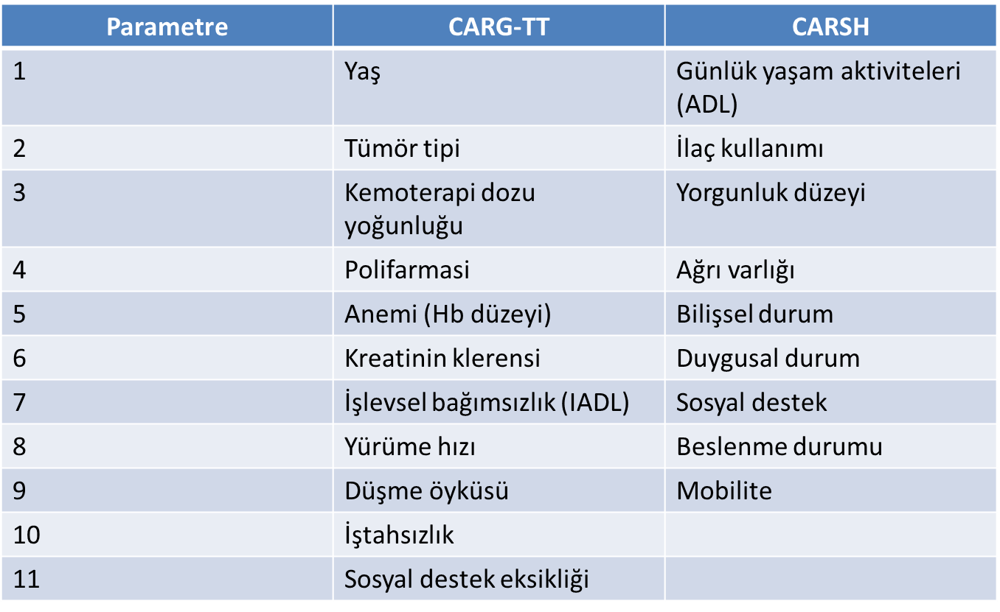 Parametre CARG-TT CARSH
1 Yaş Günlük yaşam aktiviteleri
(ADL)
2 Tümör tipi İlaç kullanımı
3 Kemoterapi dozu Yorgunluk düzeyi
yoğunluğu
4 Polifarmasi Ağrı varlığı
5 Anemi (Hb düzeyi) Bilişsel durum
6 Kreatinin klerensi Duygusal durum
7 İşlevsel bağımsızlık (IADL) Sosyal destek
8 Yürüme hızı Beslenme durumu
9 Düşme öyküsü Mobilite
10 İştahsızlık
11 Sosyal destek eksikliği